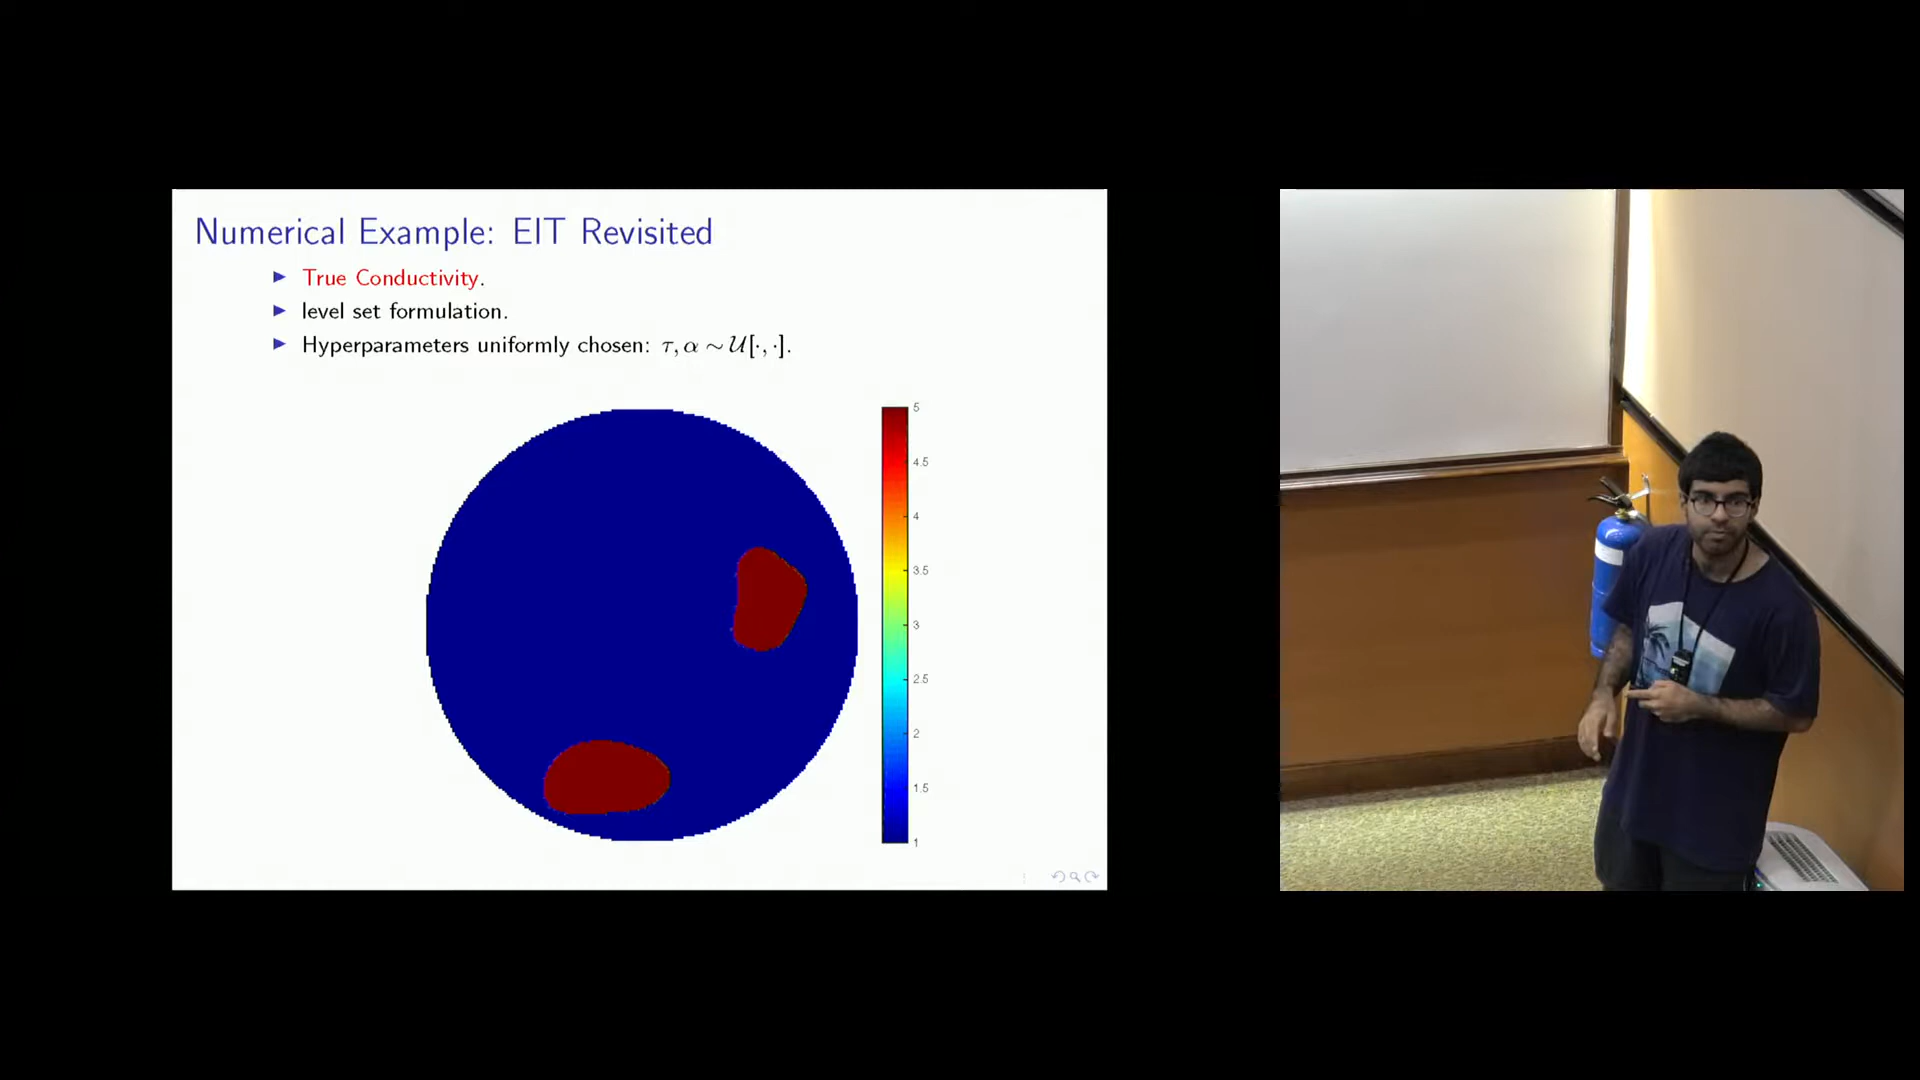 Numerical Example: EIT Revisited
▶ True Conductivity.
▶ level set formulation.
▶ Hyperparameters uniformly chosen: τ, α ∼ 𝒰[·, ·].
5
4.5
4
3.5
3
2.5
2
1.5
1